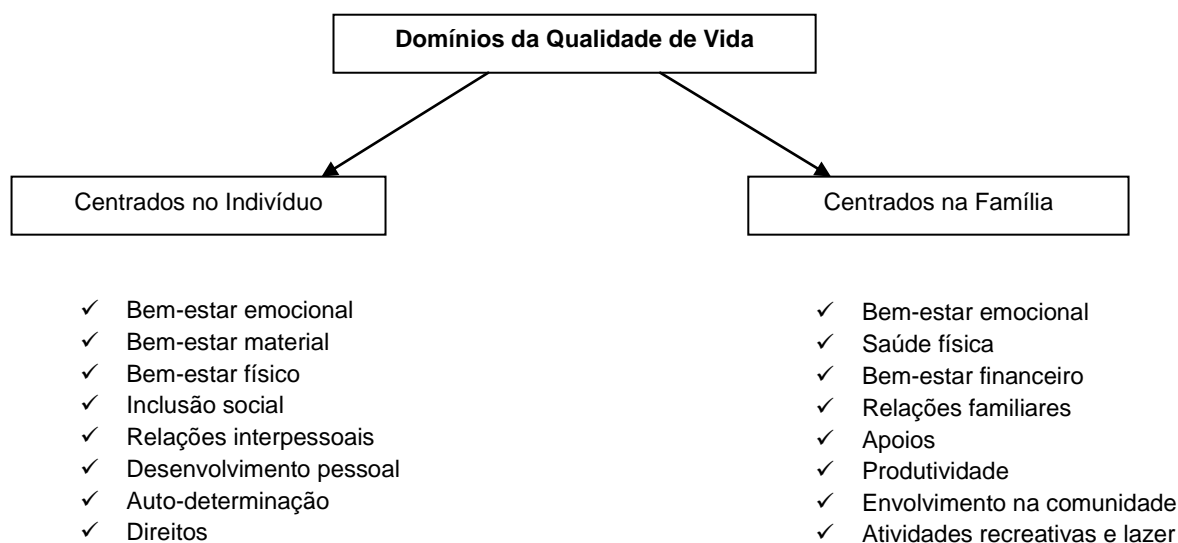 Domínios da Qualidade de Vida
Centrados no Indivíduo
Centrados na Família
✓ Bem-estar emocional
✓ Bem-estar material
✓ Bem-estar físico
✓ Inclusão social
✓ Relações interpessoais
✓ Desenvolvimento pessoal
✓ Auto-determinação
✓ Direitos
✓ Bem-estar emocional
✓ Saúde física
✓ Bem-estar financeiro
✓ Relações familiares
✓ Apoios
✓ Produtividade
✓ Envolvimento na comunidade
✓ Atividades recreativas e lazer